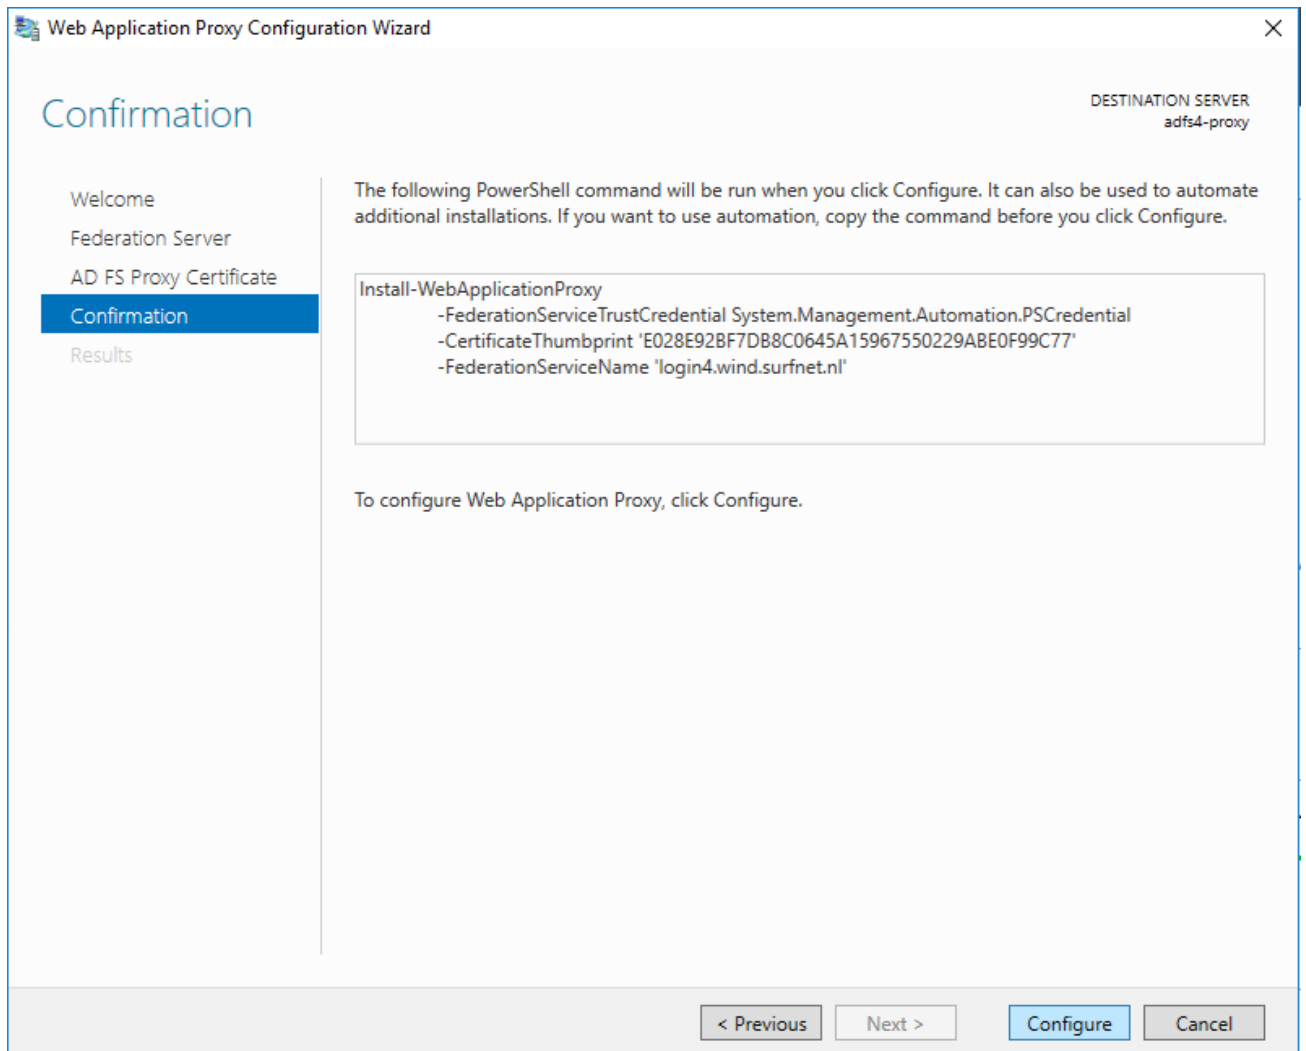 Web Application Proxy Configuration Wizard
Confirmation
DESTINATION SERVER
adfs4-proxy
Welcome
Federation Server
AD FS Proxy Certificate
Confirmation
Results
The following PowerShell command will be run when you click Configure. It can also be used to automate
additional installations. If you want to use automation, copy the command before you click Configure.
Install-WebApplicationProxy
-FederationServiceTrustCredential System.Management.Automation.PSCredential
-CertificateThumbprint 'E028E92BF7DB8C0645A15967550229ABE0F99C77'
-FederationServiceName 'login4.wind.surfnet.nl'
To configure Web Application Proxy, click Configure.
< Previous
Next >
Configure
Cancel